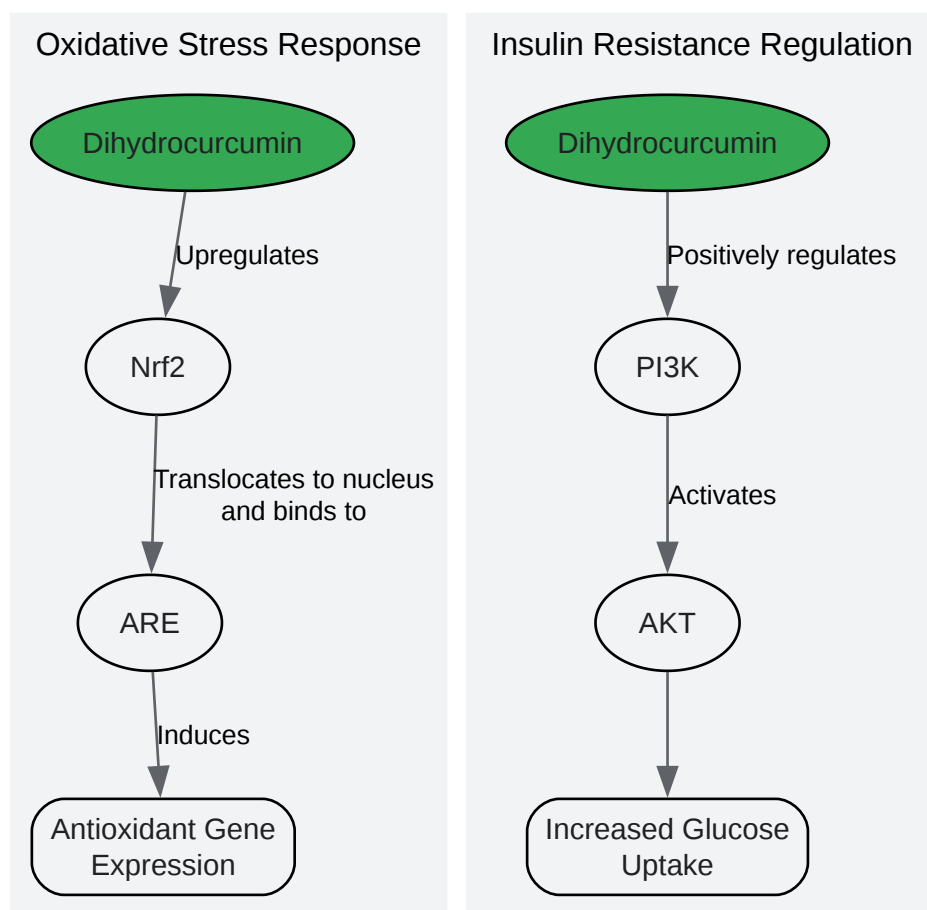 Oxidative Stress Response
Dihydrocurcumin
Upregulates
Nrf2
Translocates to nucleus
and binds to
ARE
Induces
Antioxidant Gene
Expression
Insulin Resistance Regulation
Dihydrocurcumin
Positively regulates
PI3K
Activates
AKT
Increased Glucose
Uptake